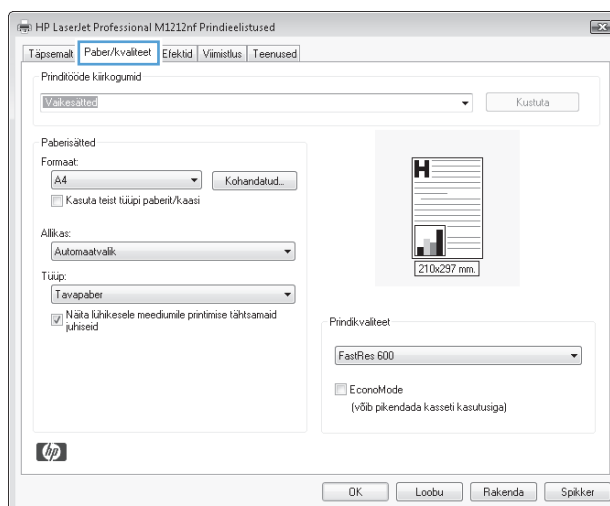 HP LaserJet Professional M1212nf Prindieelistused
Täpsemalt Paber/kvaliteet Efektid Viimistlus Teenused
Prinditööde kiirkogumid
Vaikesätted
Kustuta
Paberisätted
Formaat:
A4
Kohandatud...
Kasuta teist tüüpi paberit/kaasi
Allikas:
Automaatvalik
Tüüp:
Tavapaber
Näita lühikesele meediumile printimise tähtsamaid
juhiseid
H
210x297 mm.
Prindikvaliteet
FastRes 600
EconoMode
(võib pikendada kasseti kasutusiga)
hp
OK Loobu Rakenda Spikker